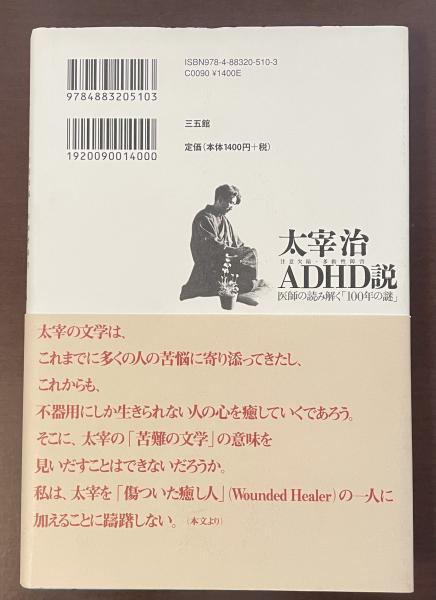 ISBN978-4-88320-510-3
C0090 ¥1400E
9784883205103
三五館
定価(本体1400円+税)
1920090014000
太宰治
注意欠陥・多動性障害
ADHD説
医師の読み解く「100年の謎」
太宰の文学は、
これまでに多くの人の苦悩に寄り添ってきたし、
これからも、
不器用にしか生きられない人の心を癒していくであろう。
そこに、太宰の「苦難の文学」の意味を
見いだすことはできないだろうか。
私は、太宰を「傷ついた癒し人」(Wounded Healer)の一人に
加えることに躊躇しない。(本文より)